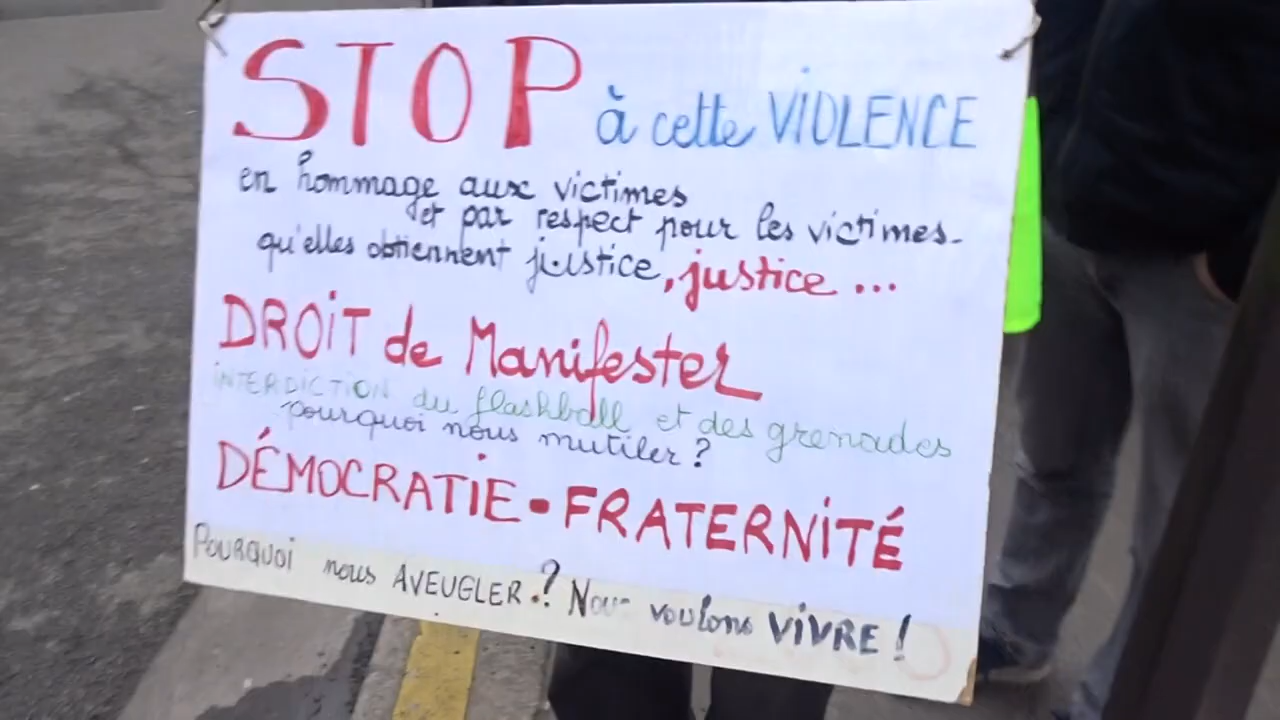 STOP à cette VIOLENCE
en hommage aux victimes
et par respect pour les victimes.
qu'elles obtiennent justice, justice...
DROIT de Manifester
INTERDICTION du flashball et des grenades
pourquoi nous mutiler ?
DÉMOCRATIE - FRATERNITÉ
POURQUOI nous AVEUGLER ? Nous voulons VIVRE !